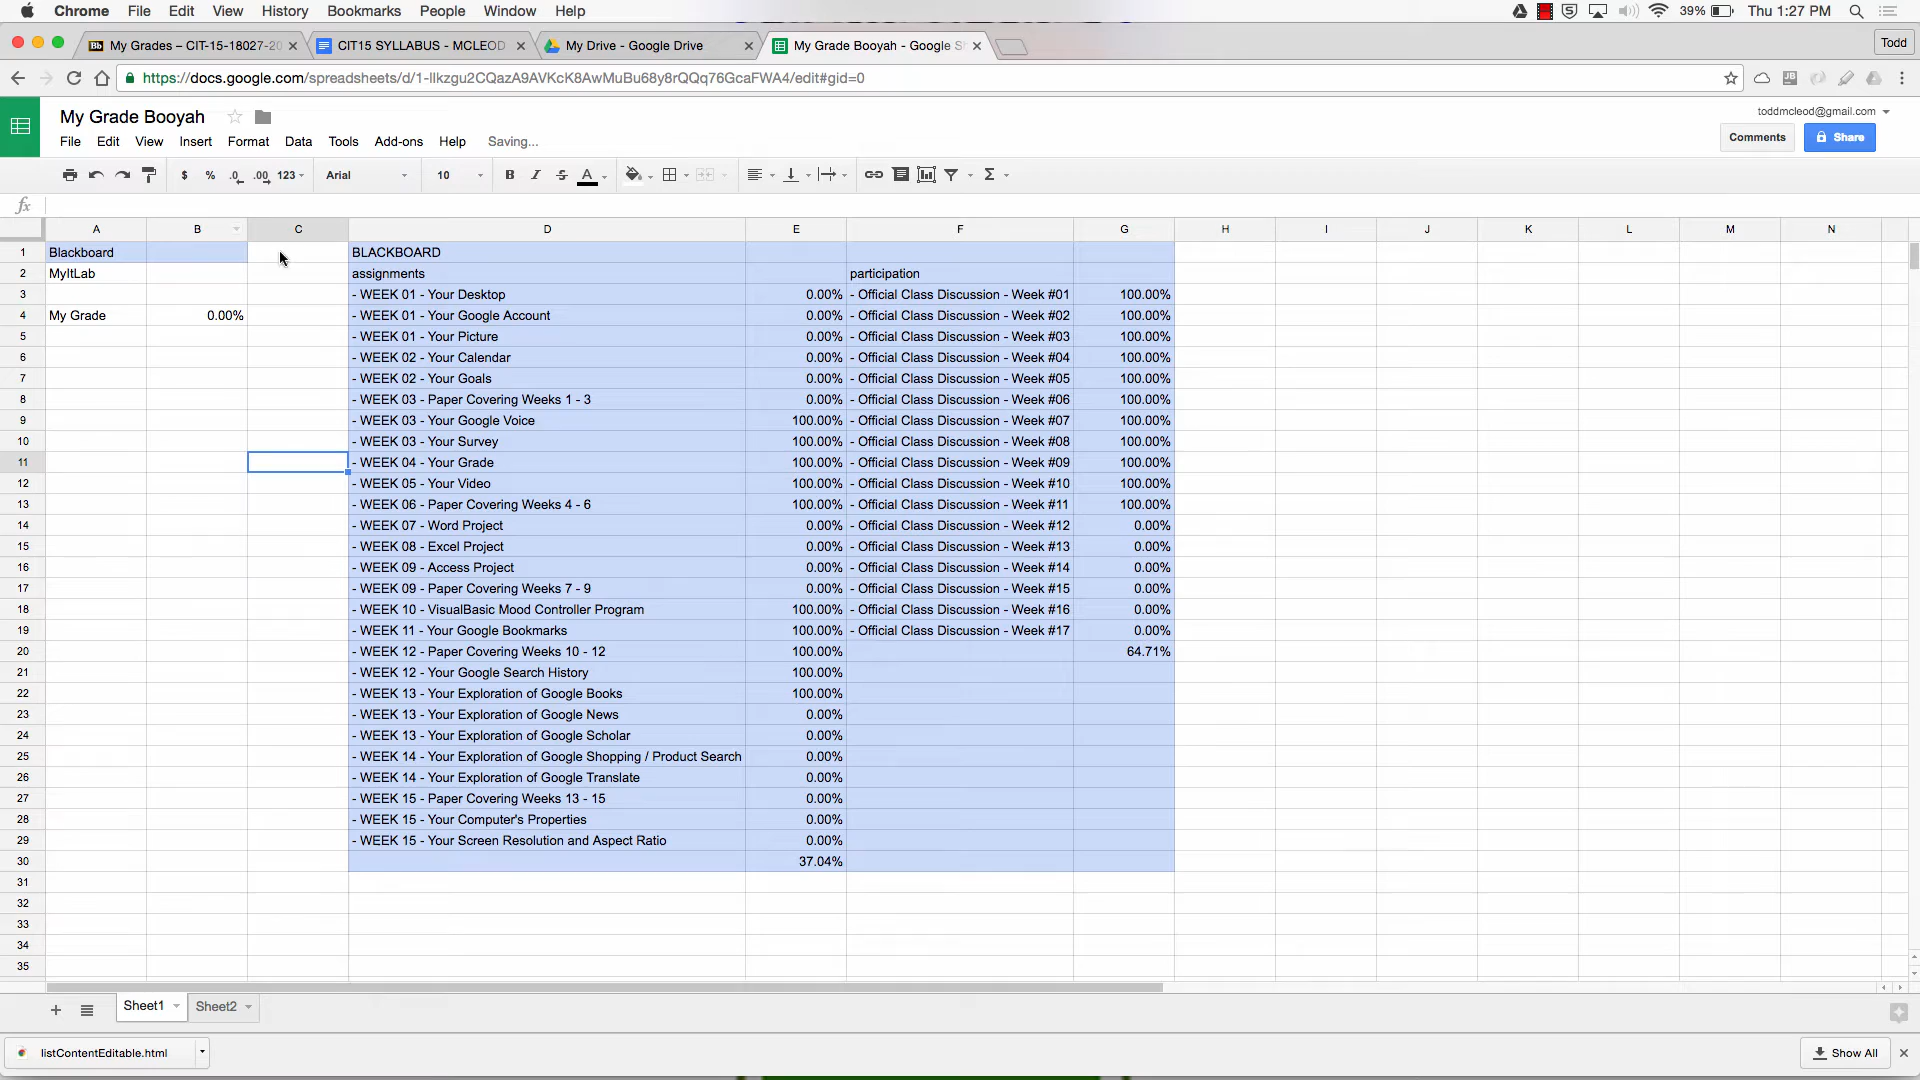 Chrome File Edit View History Bookmarks People Window Help 39% Thu 1:27 PM
Bb My Grades – CIT-15-18027-20 CIT15 SYLLABUS - MCLEOD My Drive - Google Drive My Grade Booyah - Google S Todd
https://docs.google.com/spreadsheets/d/1-IIkzgu2CQazA9AVKcK8AwMuBu68y8rQQq76GcaFWA4/edit#gid=0
My Grade Booyah toddmcleod@gmail.com
File Edit View Insert Format Data Tools Add-ons Help Saving... Comments Share
$ % .0 .00 123 Arial 10 B I S A Σ
fx
A B C D E F G H I J K L M N
1 Blackboard BLACKBOARD
2 MyItLab assignments participation
3 - WEEK 01 - Your Desktop 0.00% - Official Class Discussion - Week #01 100.00%
4 My Grade 0.00% - WEEK 01 - Your Google Account 0.00% - Official Class Discussion - Week #02 100.00%
5 - WEEK 01 - Your Picture 0.00% - Official Class Discussion - Week #03 100.00%
6 - WEEK 02 - Your Calendar 0.00% - Official Class Discussion - Week #04 100.00%
7 - WEEK 02 - Your Goals 0.00% - Official Class Discussion - Week #05 100.00%
8 - WEEK 03 - Paper Covering Weeks 1 - 3 0.00% - Official Class Discussion - Week #06 100.00%
9 - WEEK 03 - Your Google Voice 100.00% - Official Class Discussion - Week #07 100.00%
10 - WEEK 03 - Your Survey 100.00% - Official Class Discussion - Week #08 100.00%
11 - WEEK 04 - Your Grade 100.00% - Official Class Discussion - Week #09 100.00%
12 - WEEK 05 - Your Video 100.00% - Official Class Discussion - Week #10 100.00%
13 - WEEK 06 - Paper Covering Weeks 4 - 6 100.00% - Official Class Discussion - Week #11 100.00%
14 - WEEK 07 - Word Project 0.00% - Official Class Discussion - Week #12 0.00%
15 - WEEK 08 - Excel Project 0.00% - Official Class Discussion - Week #13 0.00%
16 - WEEK 09 - Access Project 0.00% - Official Class Discussion - Week #14 0.00%
17 - WEEK 09 - Paper Covering Weeks 7 - 9 0.00% - Official Class Discussion - Week #15 0.00%
18 - WEEK 10 - VisualBasic Mood Controller Program 100.00% - Official Class Discussion - Week #16 0.00%
19 - WEEK 11 - Your Google Bookmarks 100.00% - Official Class Discussion - Week #17 0.00%
20 - WEEK 12 - Paper Covering Weeks 10 - 12 100.00% 64.71%
21 - WEEK 12 - Your Google Search History 100.00%
22 - WEEK 13 - Your Exploration of Google Books 100.00%
23 - WEEK 13 - Your Exploration of Google News 0.00%
24 - WEEK 13 - Your Exploration of Google Scholar 0.00%
25 - WEEK 14 - Your Exploration of Google Shopping / Product Search 0.00%
26 - WEEK 14 - Your Exploration of Google Translate 0.00%
27 - WEEK 15 - Paper Covering Weeks 13 - 15 0.00%
28 - WEEK 15 - Your Computer's Properties 0.00%
29 - WEEK 15 - Your Screen Resolution and Aspect Ratio 0.00%
30 37.04%
31
32
33
34
35
Sheet1 Sheet2
listContentEditable.html Show All